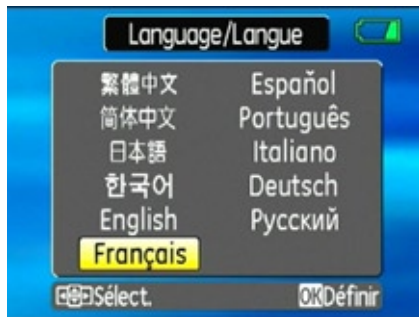 Language/Langue
繁體中文 Español
简体中文 Português
日本語 Italiano
한국어 Deutsch
English Русский
Français
Sélect. OK Définir